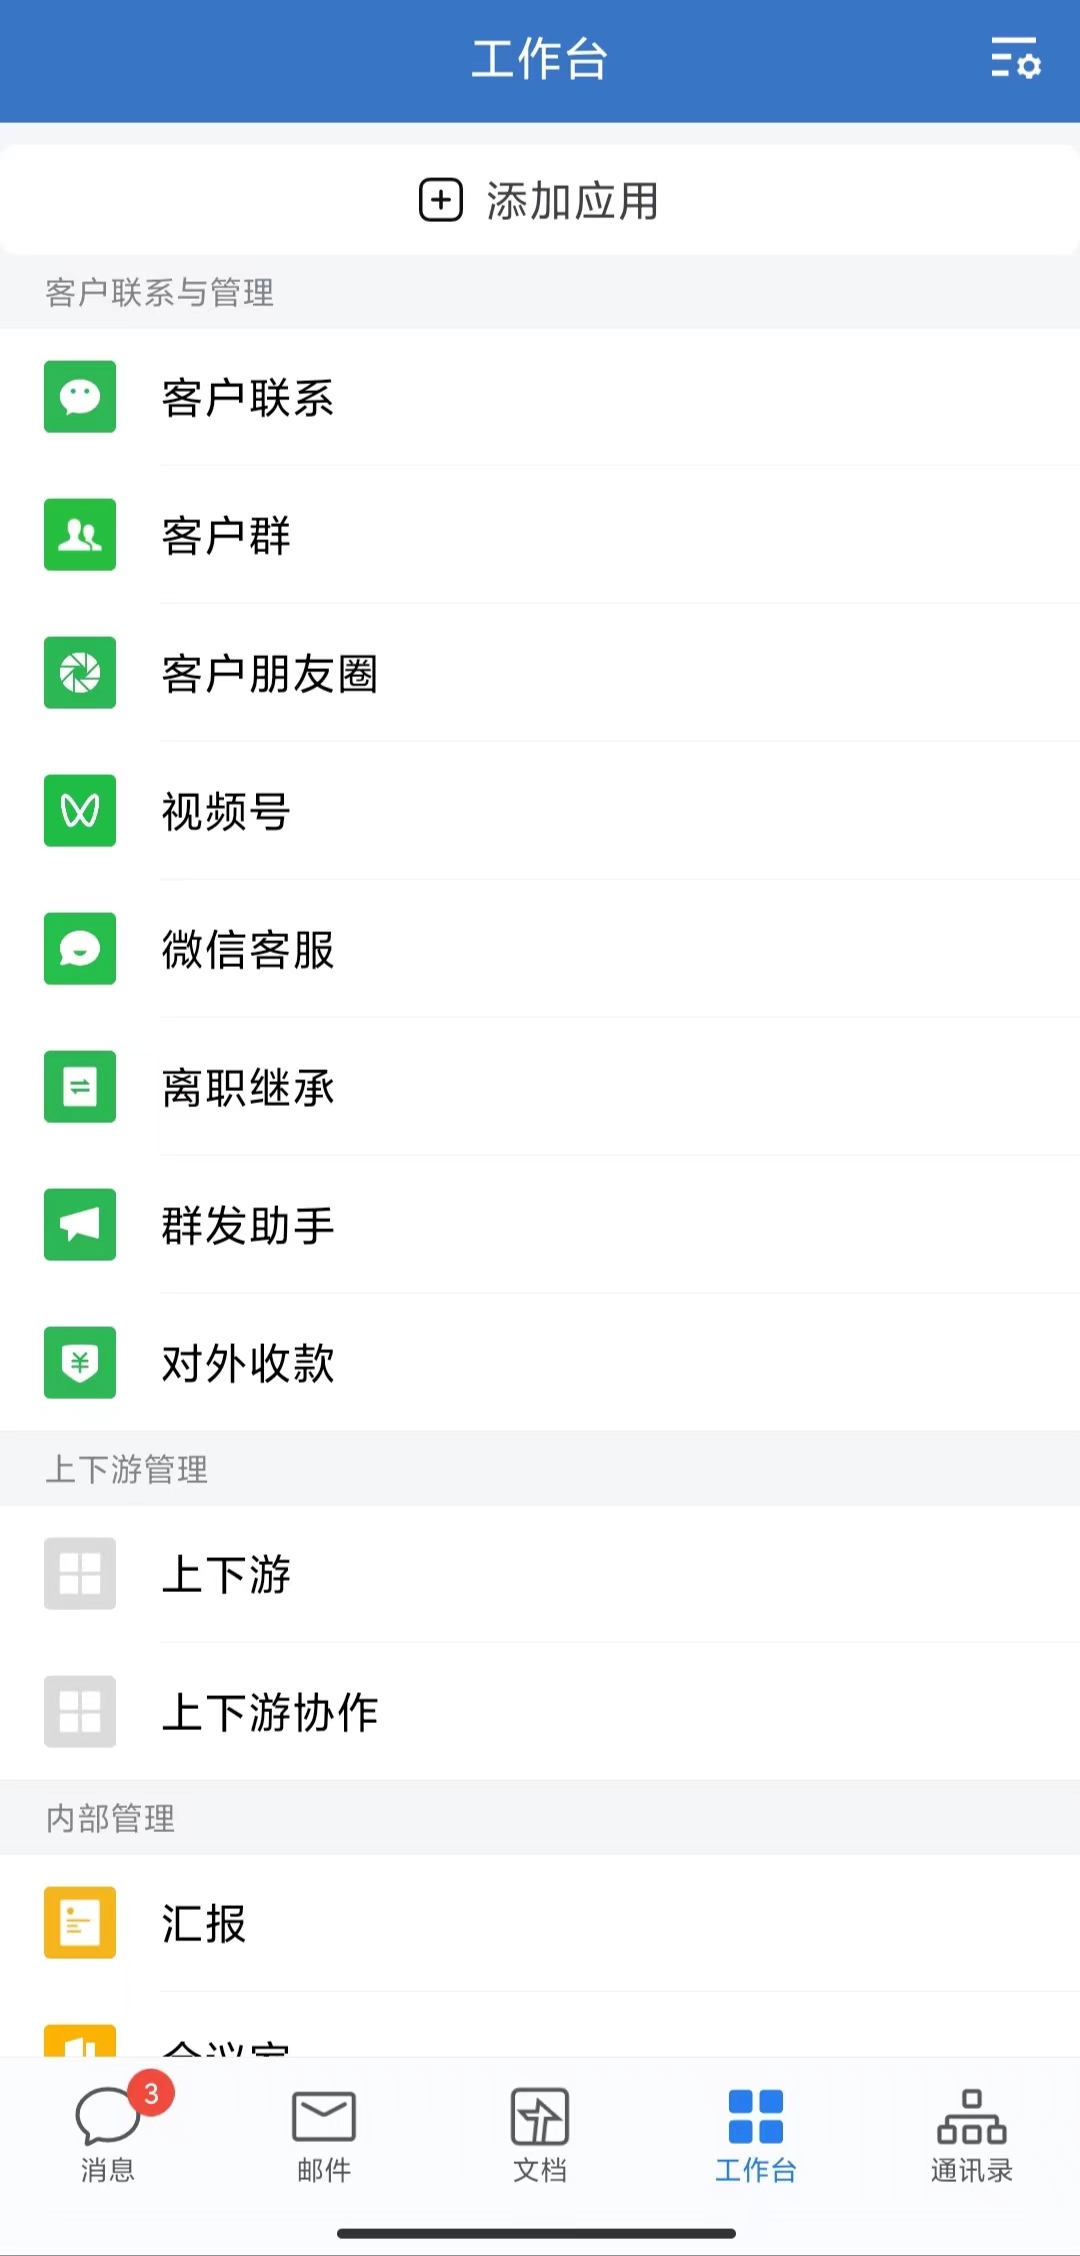 工作台
添加应用
客户联系与管理
客户联系
客户群
客户朋友圈
视频号
微信客服
离职继承
群发助手
对外收款
上下游管理
上下游
上下游协作
内部管理
汇报
会议室
3
消息
邮件
文档
工作台
通讯录